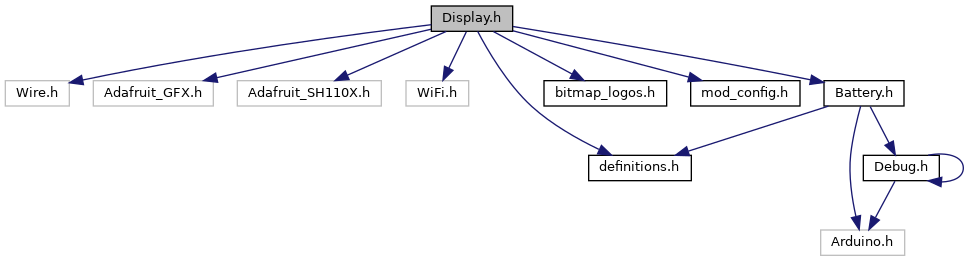 Display.h
Wire.h
Adafruit_GFX.h
Adafruit_SH110X.h
WiFi.h
bitmap_logos.h
mod_config.h
Battery.h
definitions.h
Debug.h
Arduino.h